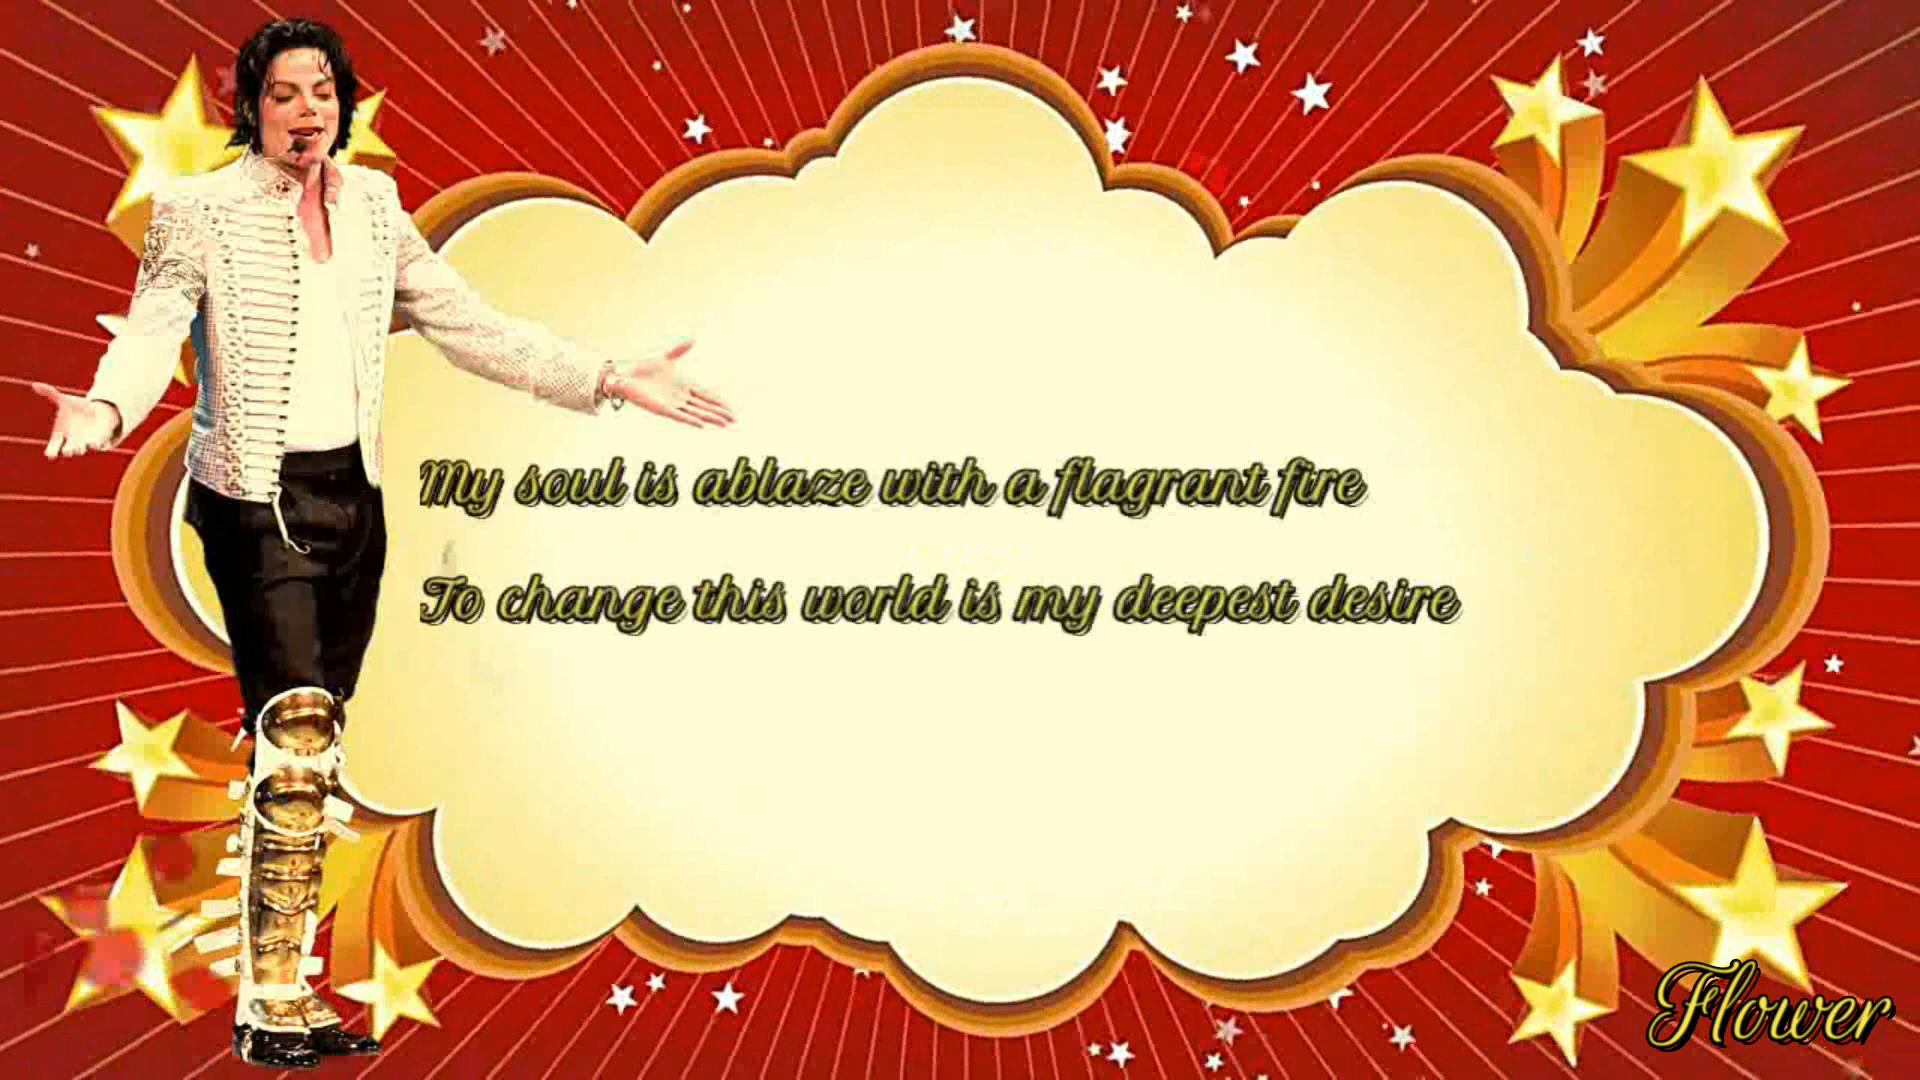 My soul is ablaze with a flagrant fire
To change this world is my deepest desire
Flower